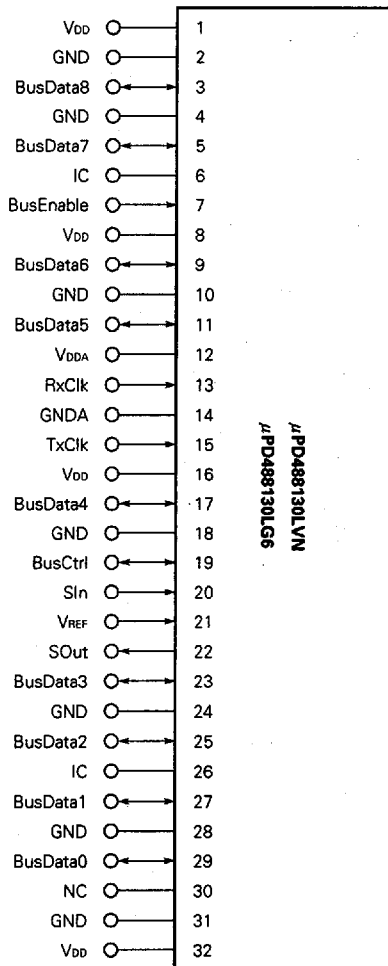 VDD 1
GND 2
BusData8 3
GND 4
BusData7 5
IC 6
BusEnable 7
VDD 8
BusData6 9
GND 10
BusData5 11
VDDA 12
RxClk 13
GNDA 14
TxClk 15
VDD 16
BusData4 17
GND 18
BusCtrl 19
SIn 20
VREF 21
SOut 22
BusData3 23
GND 24
BusData2 25
IC 26
BusData1 27
GND 28
BusData0 29
NC 30
GND 31
VDD 32
μPD488130LVN
μPD488130LG6